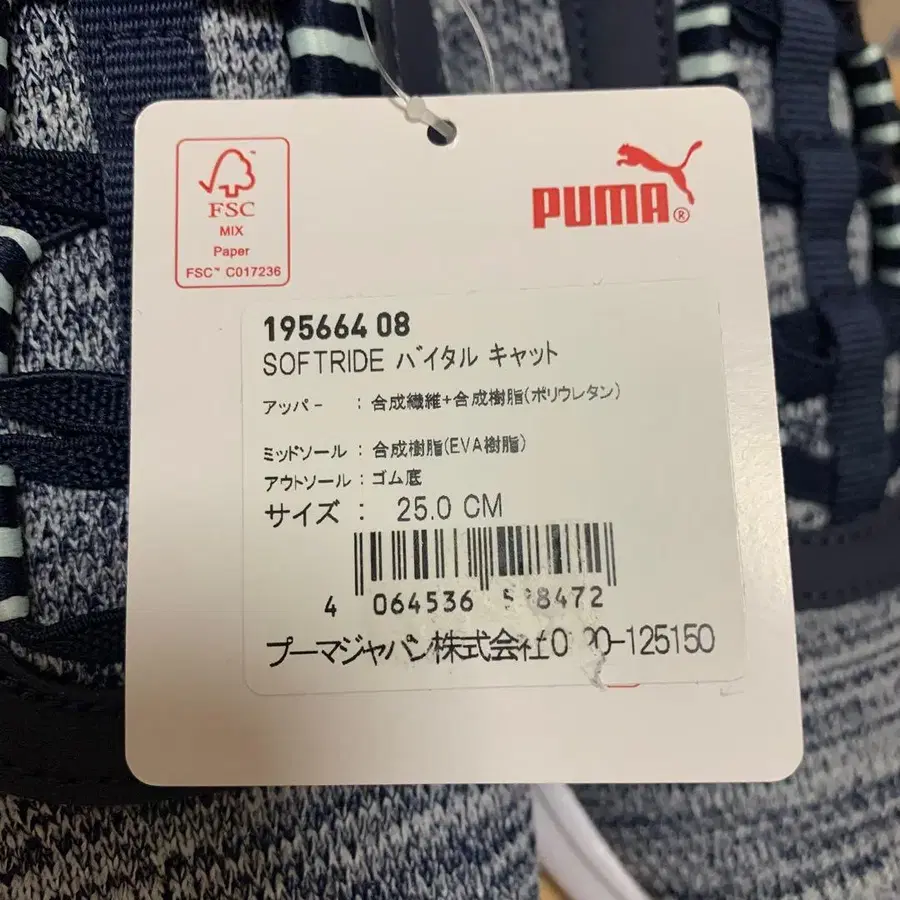 FSC
MIX
Paper
FSC™ C017236
PUMA®
195664 08
SOFTRIDE バイタル キャット
アッパー : 合成繊維+合成樹脂(ポリウレタン)
ミッドソール : 合成樹脂(EVA樹脂)
アウトソール : ゴム底
サイズ : 25.0 CM
4 064536
プーマジャパン株式会社